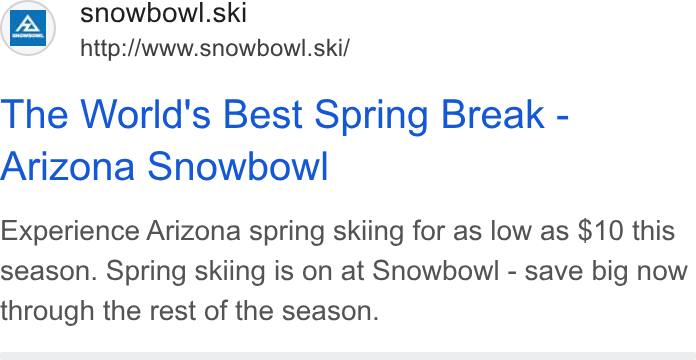 snowbowl.ski
http://www.snowbowl.ski/
The World's Best Spring Break -
Arizona Snowbowl
Experience Arizona spring skiing for as low as $10 this
season. Spring skiing is on at Snowbowl - save big now
through the rest of the season.